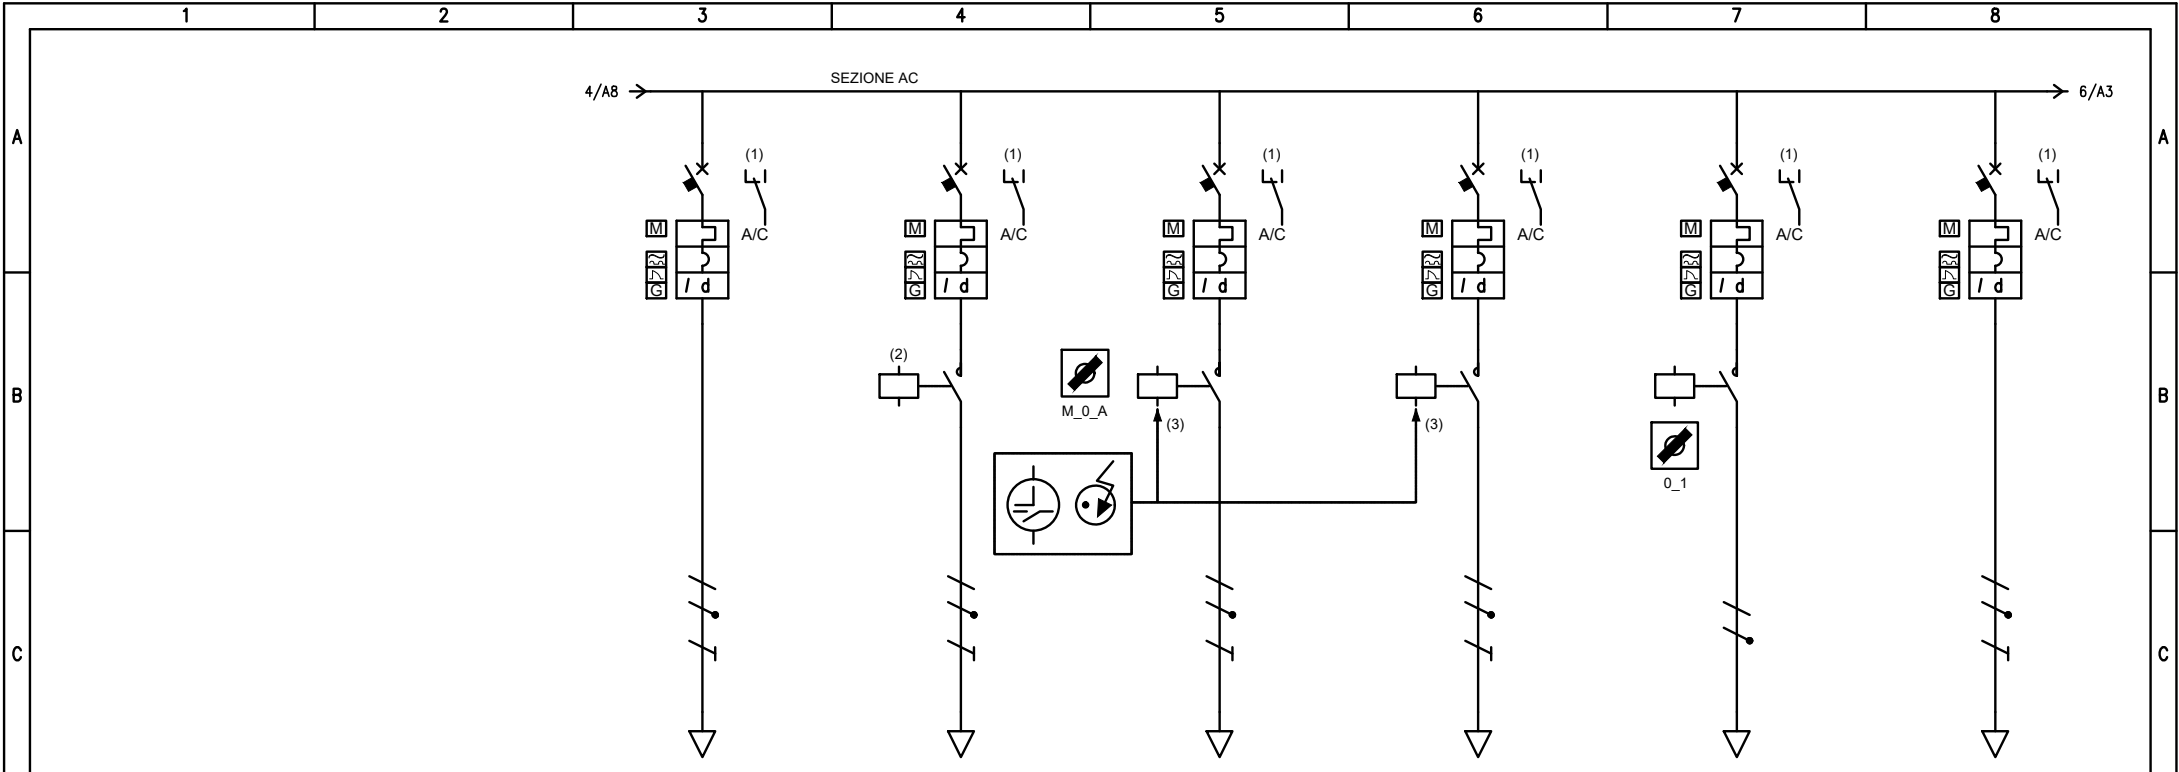 1 2 3 4 5 6 7 8
SEZIONE AC
4/A8 6/A3
A A
(1) (1) (1) (1) (1) (1)
M A/C M A/C M A/C M A/C M A/C M A/C
G I d G I d G I d G I d G I d G I d
(2)
B B
M_0_A
(3) (3)
0_1
C C